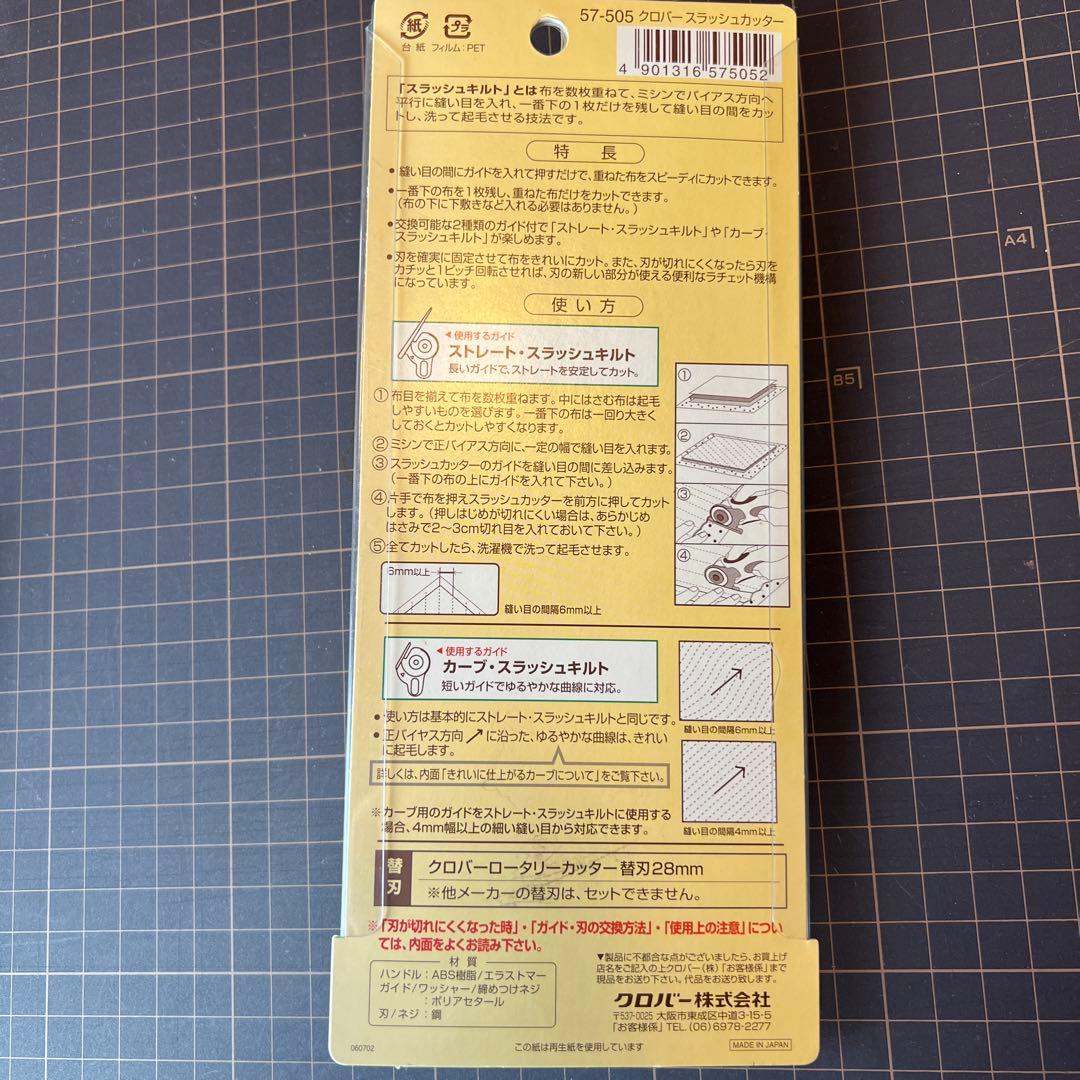 紙
プラ
台紙 フィルム:PET
57-505 クロバー スラッシュカッター
4 901316 575052
「スラッシュキルト」とは布を数枚重ねて、ミシンでバイアス方向へ
平行に縫い目を入れ、一番下の1枚だけを残して縫い目の間をカッ
トし、洗って起毛させる技法です。
特長
• 縫い目の間にガイドを入れて押すだけで、重ねた布をスピーディにカットできます。
• 一番下の布を1枚残し、重ねた布だけをカットできます。
(布の下に下敷きなど入れる必要はありません。)
• 交換可能な2種類のガイド付で「ストレート・スラッシュキルト」や「カーブ・
スラッシュキルト」が楽しめます。
• 刃を確実に固定させて布をきれいにカット。また、刃が切れにくくなったら刃を
カチッと1ピッチ回転させれば、刃の新しい部分が使える便利なラチェット機構
になっています。
使い方
◀使用するガイド
ストレート・スラッシュキルト
長いガイドで、ストレートを安定してカット。
① 布目を揃えて布を数枚重ねます。中にはさむ布は起毛
しやすいものを選びます。一番下の布は一回り大きく
しておくとカットしやすくなります。
② ミシンで正バイアス方向に、一定の幅で縫い目を入れます。
③ スラッシュカッターのガイドを縫い目の間に差し込みます。
(一番下の布の上にガイドを入れて下さい。)
④ 片手で布を押えスラッシュカッターを前方に押してカット
します。(押しはじめが切れにくい場合は、あらかじめ
はさみで2〜3cm切れ目を入れておいて下さい。)
⑤ 全てカットしたら、洗濯機で洗って起毛させます。
①
②
③
④
6mm以上
縫い目の間隔6mm以上
◀使用するガイド
カーブ・スラッシュキルト
短いガイドでゆるやかな曲線に対応。
• 使い方は基本的にストレート・スラッシュキルトと同じです。
• 正バイヤス方向↗に沿った、ゆるやかな曲線は、きれい
に起毛します。
詳しくは、内面「きれいに仕上がるカーブについて」をご覧下さい。
縫い目の間隔6mm以上
縫い目の間隔4mm以上
※カーブ用のガイドをストレート・スラッシュキルトに使用する
場合、4mm幅以上の細い縫い目から対応できます。
替刃
クロバーロータリーカッター 替刃28mm
※他メーカーの替刃は、セットできません。
※「刃が切れにくくなった時」・「ガイド・刃の交換方法」・「使用上の注意」につい
ては、内面をよくお読み下さい。
材質
ハンドル:ABS樹脂/エラストマー
ガイド/ワッシャー/締めつけネジ
:ポリアセタール
刃/ネジ:鋼
▼製品に不都合な点がございましたら、お買上げ
店名をご記入の上クロバー(株)「お客様係」まで
現品をお送り下さい。代品をお送り致します。
クロバー株式会社
〒537-0025 大阪市東成区中道3-15-5
「お客様係」TEL.(06)6978-2277
060702
この紙は再生紙を使用しています
MADE IN JAPAN
A4
B5